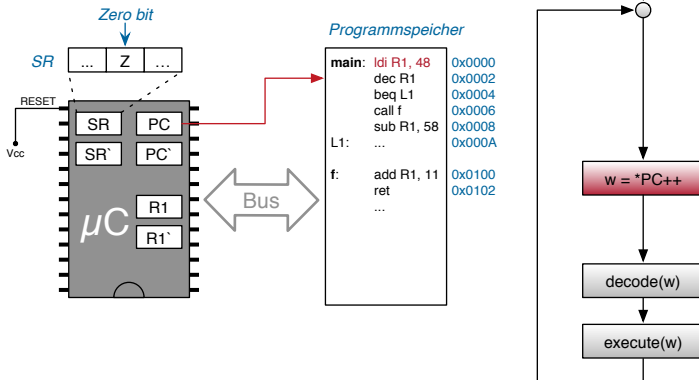 Zero bit
SR ... Z ...
RESET
Vcc
SR PC
SR` PC`
µC
R1
R1`
Bus
Programmspeicher
main: ldi R1, 48 0x0000
dec R1 0x0002
beq L1 0x0004
call f 0x0006
sub R1, 58 0x0008
L1: ... 0x000A
f: add R1, 11 0x0100
ret 0x0102
...
w = *PC++
decode(w)
execute(w)